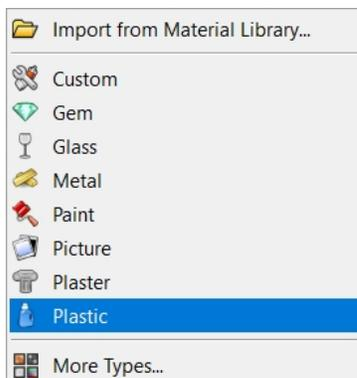 Import from Material Library...
Custom
Gem
Glass
Metal
Paint
Picture
Plaster
Plastic
More Types...